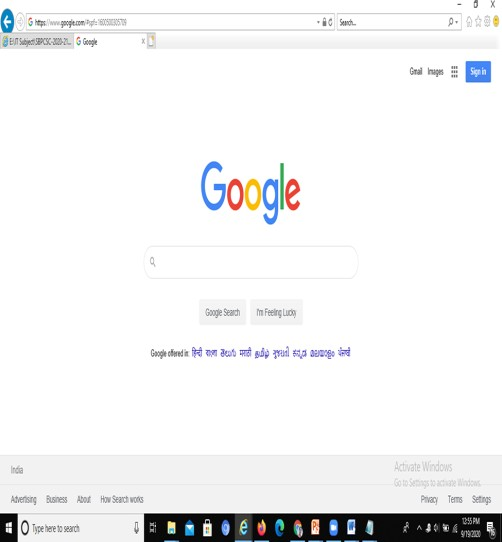 https://www.google.com/#spf=1600500305709
Search...
E:\IT Subject\SBPCSC-2020-21\...
Google
Gmail Images Sign in
Google
Google Search I'm Feeling Lucky
Google offered in: हिन्दी বাংলা తెలుగు मराठी தமிழ் ગુજરાતી ಕನ್ನಡ മലയാളം ਪੰਜਾਬੀ
India
Activate Windows
Go to Settings to activate Windows.
Advertising Business About How Search works Privacy Terms Settings
Type here to search
12:55 PM
9/19/2020